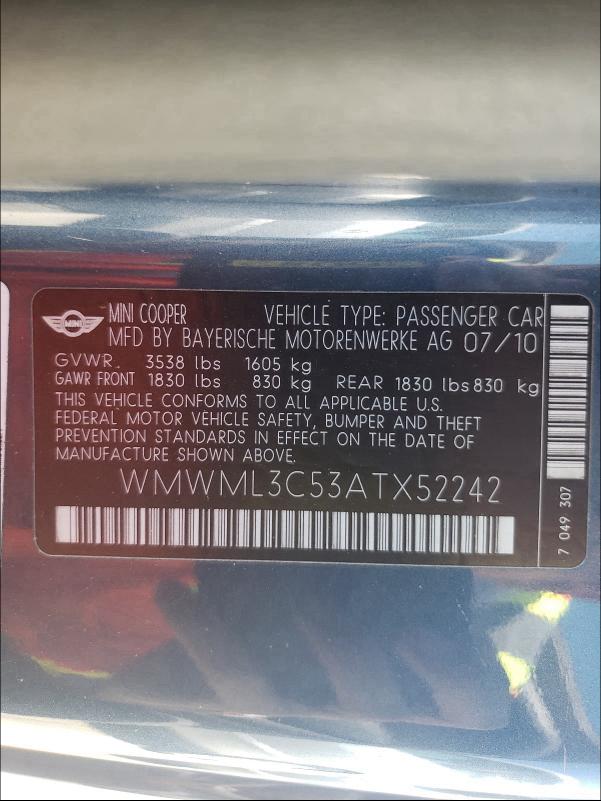 MINI
MINI COOPER VEHICLE TYPE: PASSENGER CAR
MFD BY BAYERISCHE MOTORENWERKE AG 07/10
GVWR. 3538 lbs 1605 kg
GAWR FRONT 1830 lbs 830 kg REAR 1830 lbs 830 kg
THIS VEHICLE CONFORMS TO ALL APPLICABLE U.S.
FEDERAL MOTOR VEHICLE SAFETY, BUMPER AND THEFT
PREVENTION STANDARDS IN EFFECT ON THE DATE OF
MANUFACTURE SHOWN ABOVE.
WMWML3C53ATX52242
7 049 307